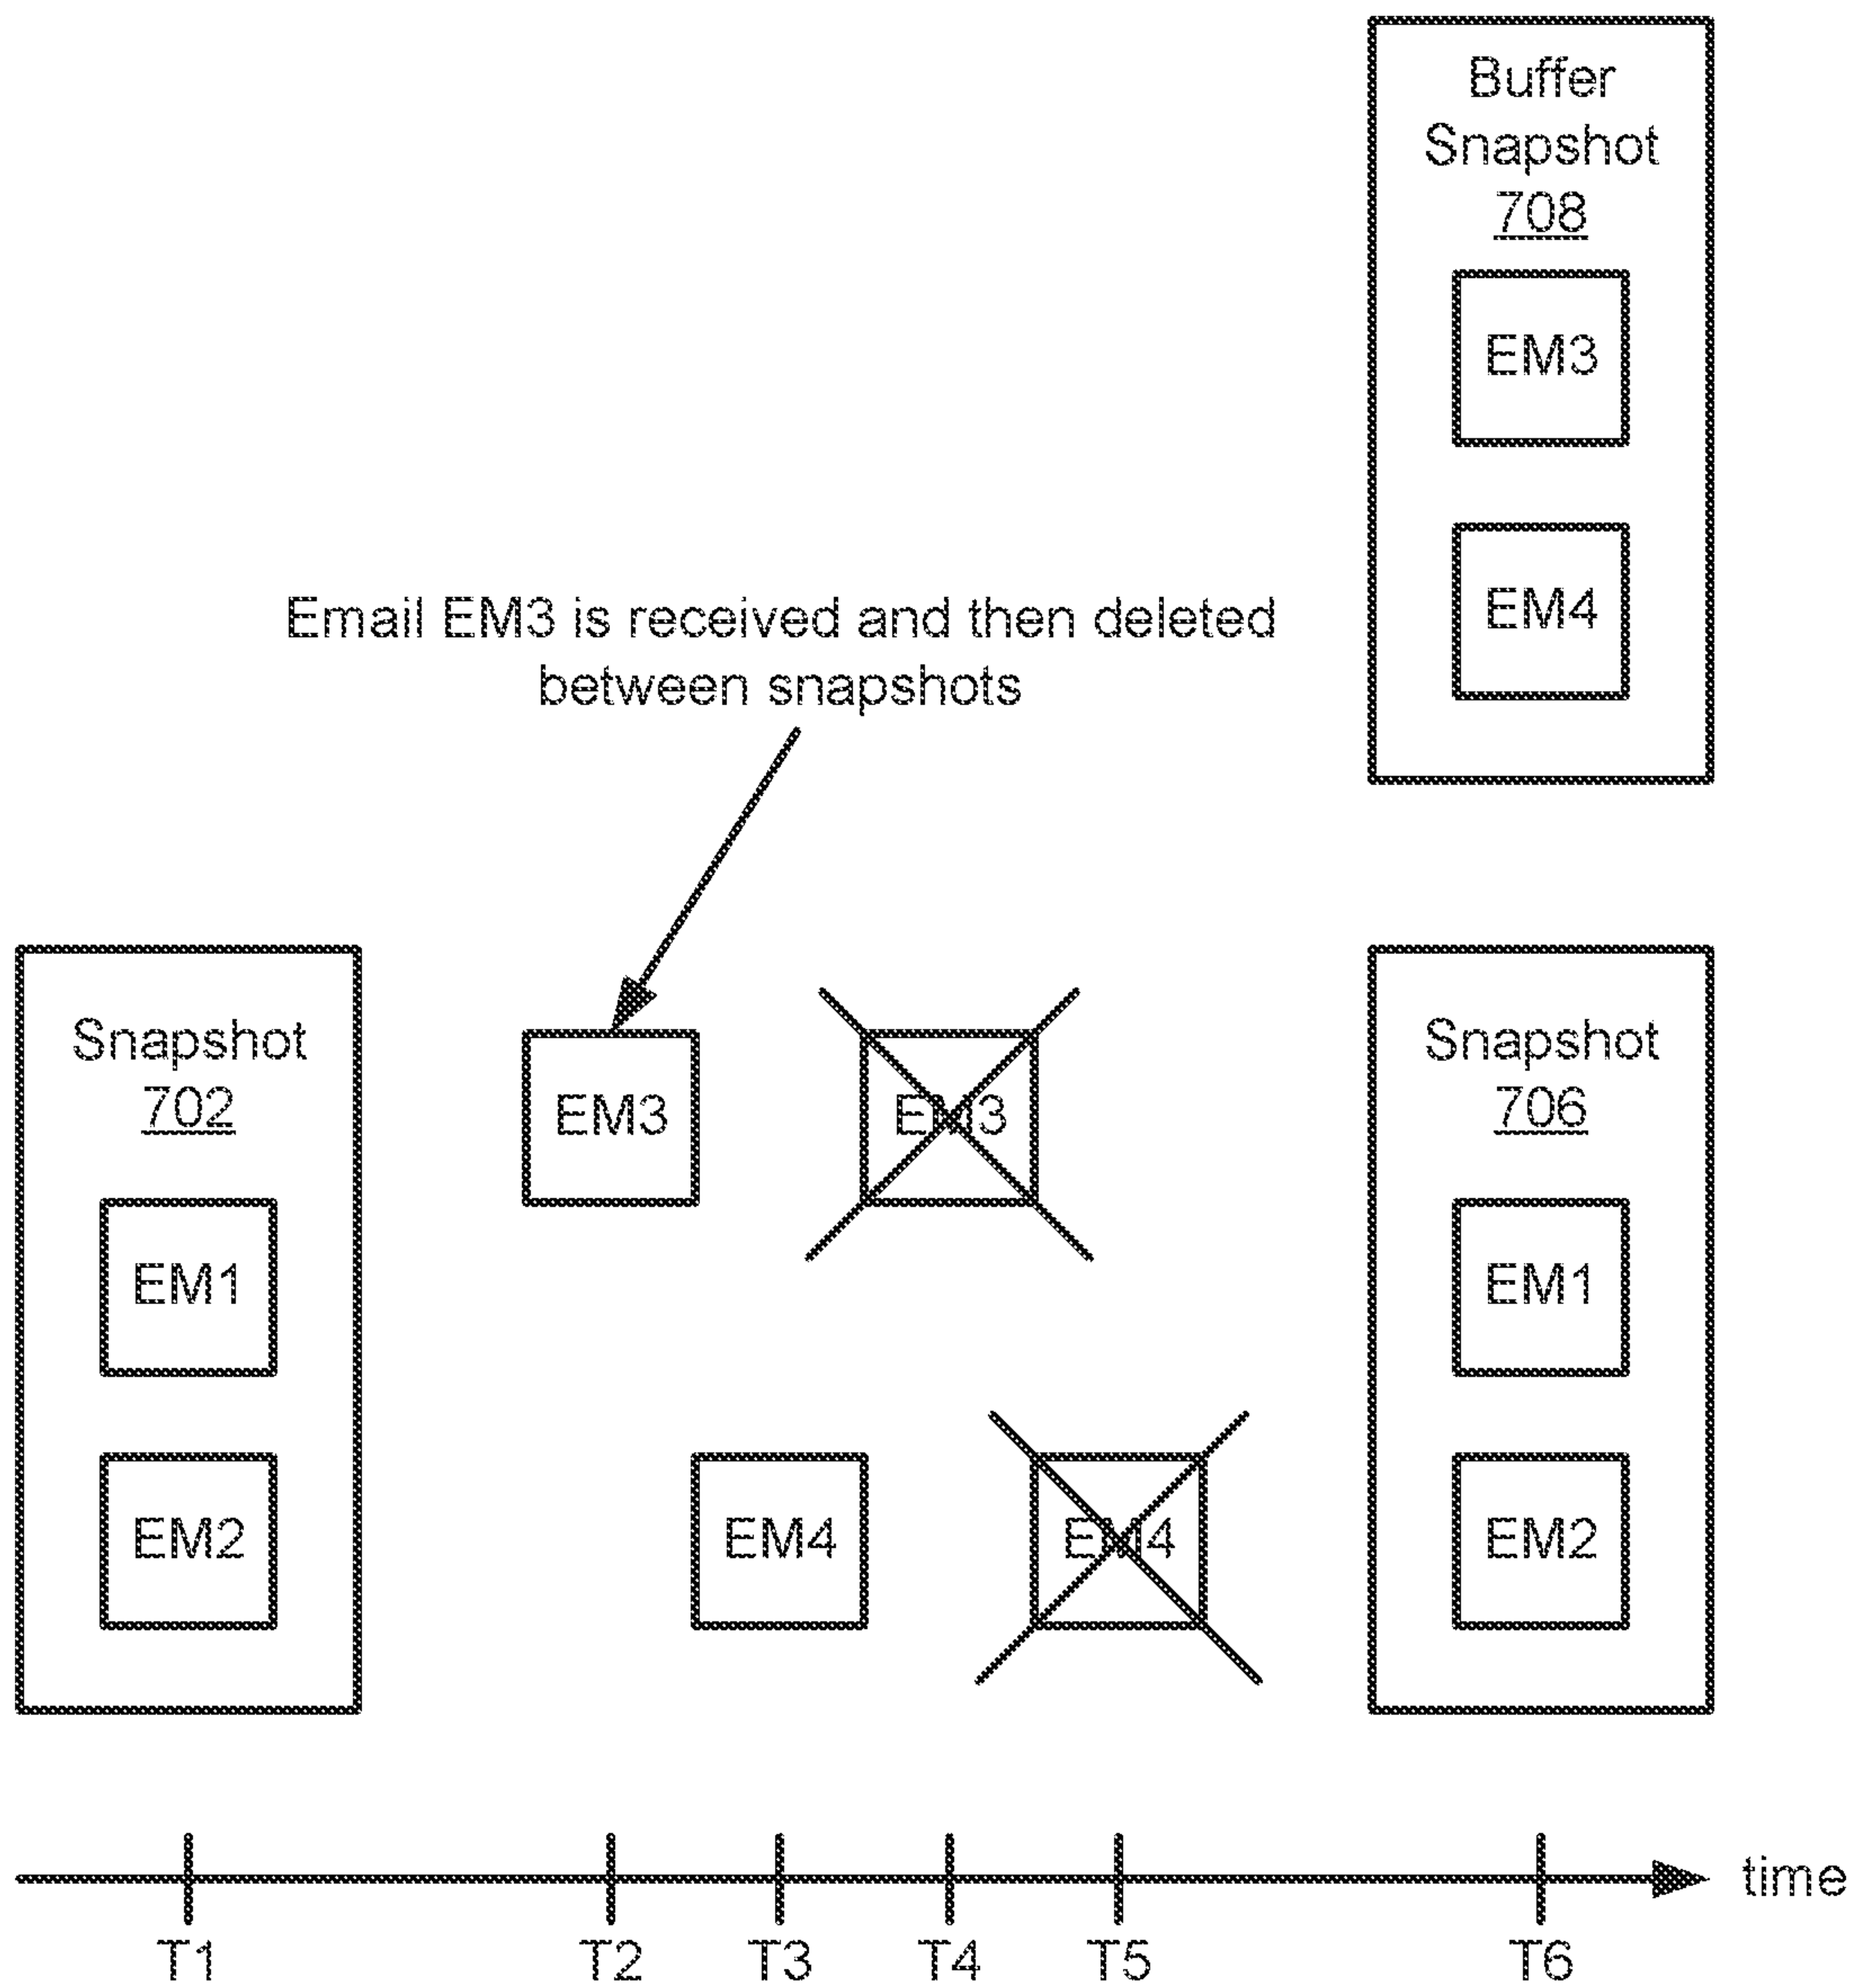 Buffer
Snapshot
708
EM3
EM4
Email EM3 is received and then deleted
between snapshots
Snapshot
702
EM1
EM2
EM3
EM3
EM4
EM4
Snapshot
706
EM1
EM2
time
T1
T2
T3
T4
T5
T6